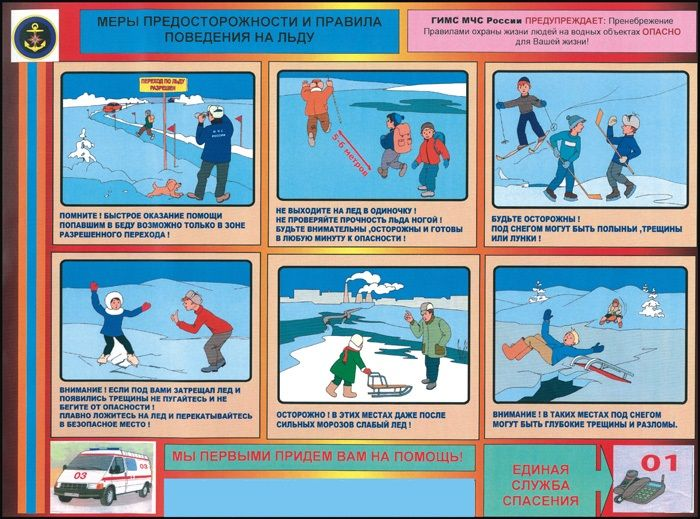 МЕРЫ ПРЕДОСТОРОЖНОСТИ И ПРАВИЛА
ПОВЕДЕНИЯ НА ЛЬДУ
ГИМС МЧС России ПРЕДУПРЕЖДАЕТ: Пренебрежение
Правилами охраны жизни людей на водных объектах ОПАСНО
для Вашей жизни!
ПЕРЕХОД ПО ЛЬДУ
РАЗРЕШЕН
М Ч С
РОССИИ
ПОМНИТЕ ! БЫСТРОЕ ОКАЗАНИЕ ПОМОЩИ
ПОПАВШИМ В БЕДУ ВОЗМОЖНО ТОЛЬКО В ЗОНЕ
РАЗРЕШЕННОГО ПЕРЕХОДА !
5-6 метров
НЕ ВЫХОДИТЕ НА ЛЕД В ОДИНОЧКУ !
НЕ ПРОВЕРЯЙТЕ ПРОЧНОСТЬ ЛЬДА НОГОЙ !
БУДЬТЕ ВНИМАТЕЛЬНЫ ,ОСТОРОЖНЫ И ГОТОВЫ
В ЛЮБУЮ МИНУТУ К ОПАСНОСТИ !
БУДЬТЕ ОСТОРОЖНЫ !
ПОД СНЕГОМ МОГУТ БЫТЬ ПОЛЫНЬИ ,ТРЕЩИНЫ
ИЛИ ЛУНКИ !
ВНИМАНИЕ ! ЕСЛИ ПОД ВАМИ ЗАТРЕЩАЛ ЛЕД И
ПОЯВИЛИСЬ ТРЕЩИНЫ НЕ ПУГАЙТЕСЬ И НЕ
БЕГИТЕ ОТ ОПАСНОСТИ !
ПЛАВНО ЛОЖИТЕСЬ НА ЛЕД И ПЕРЕКАТЫВАЙТЕСЬ
В БЕЗОПАСНОЕ МЕСТО !
ОСТОРОЖНО ! В ЭТИХ МЕСТАХ ДАЖЕ ПОСЛЕ
СИЛЬНЫХ МОРОЗОВ СЛАБЫЙ ЛЕД !
ВНИМАНИЕ ! В ТАКИХ МЕСТАХ ПОД СНЕГОМ
МОГУТ БЫТЬ ГЛУБОКИЕ ТРЕЩИНЫ И РАЗЛОМЫ.
03
03
МЫ ПЕРВЫМИ ПРИДЕМ ВАМ НА ПОМОЩЬ!
ЕДИНАЯ
СЛУЖБА
СПАСЕНИЯ
01